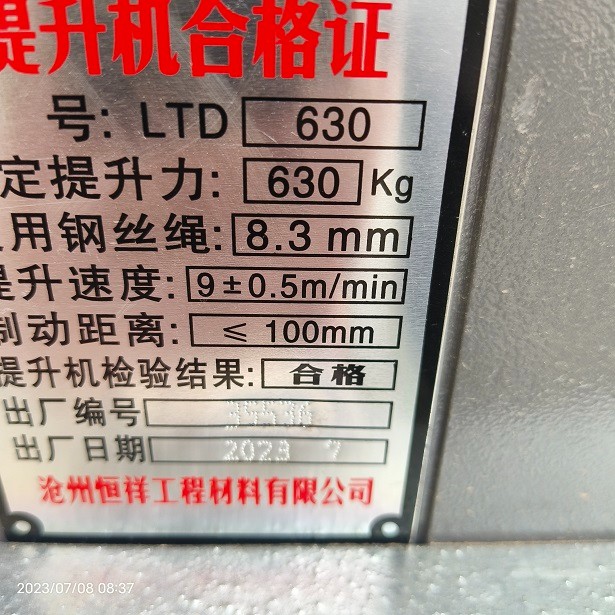 提升机合格证
号: LTD 630
定提升力: 630 Kg
用钢丝绳: 8.3 mm
提升速度: 9±0.5m/min
制动距离: ≤ 100mm
提升机检验结果: 合格
出厂编号
出厂日期 2023 7
沧州恒祥工程材料有限公司
2023/07/08 08:37